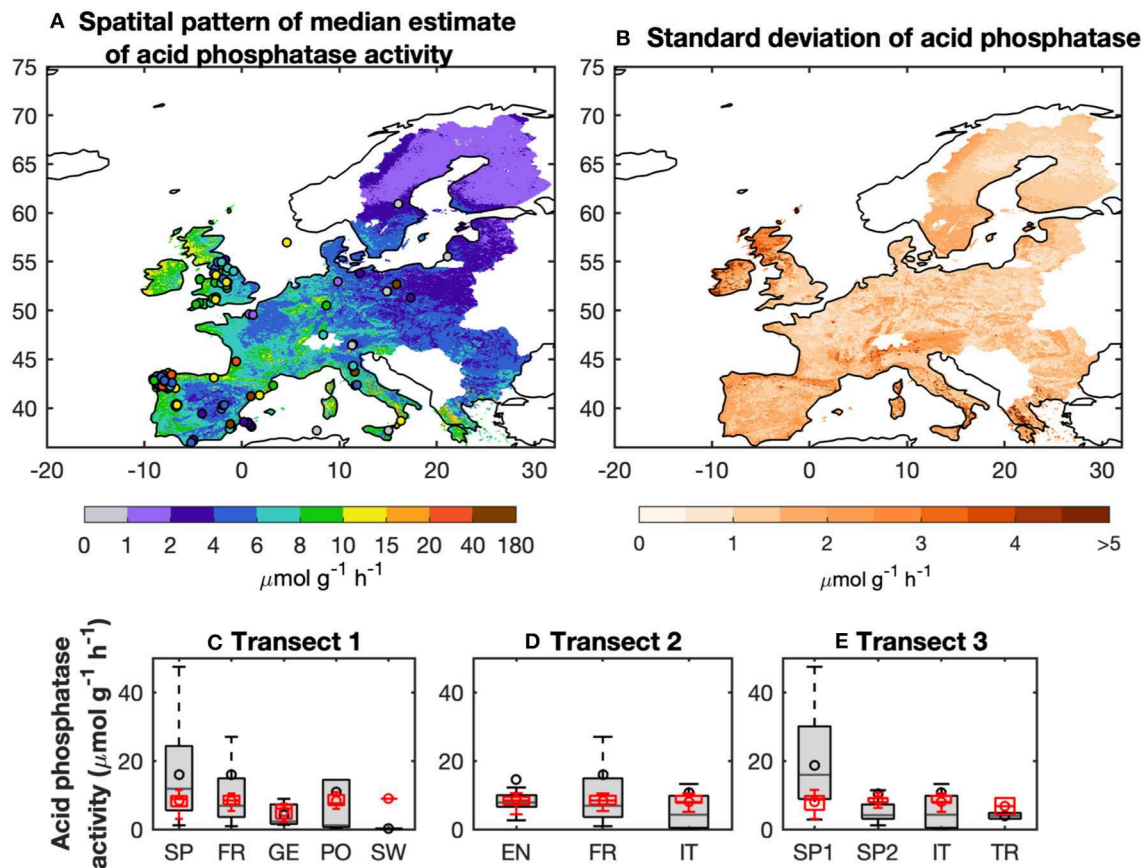 A Spatital pattern of median estimate
of acid phosphatase activity
B Standard deviation of acid phosphatase
75
70
65
60
55
50
45
40
-20 -10 0 10 20 30
75
70
65
60
55
50
45
40
-20 -10 0 10 20 30
0 1 2 4 6 8 10 15 20 40 180
μmol g⁻¹ h⁻¹
0 1 2 3 4 >5
μmol g⁻¹ h⁻¹
Acid phosphatase
activity (μmol g⁻¹ h⁻¹)
C Transect 1
40
20
0
SP FR GE PO SW
D Transect 2
40
20
0
EN FR IT
E Transect 3
40
20
0
SP1 SP2 IT TR